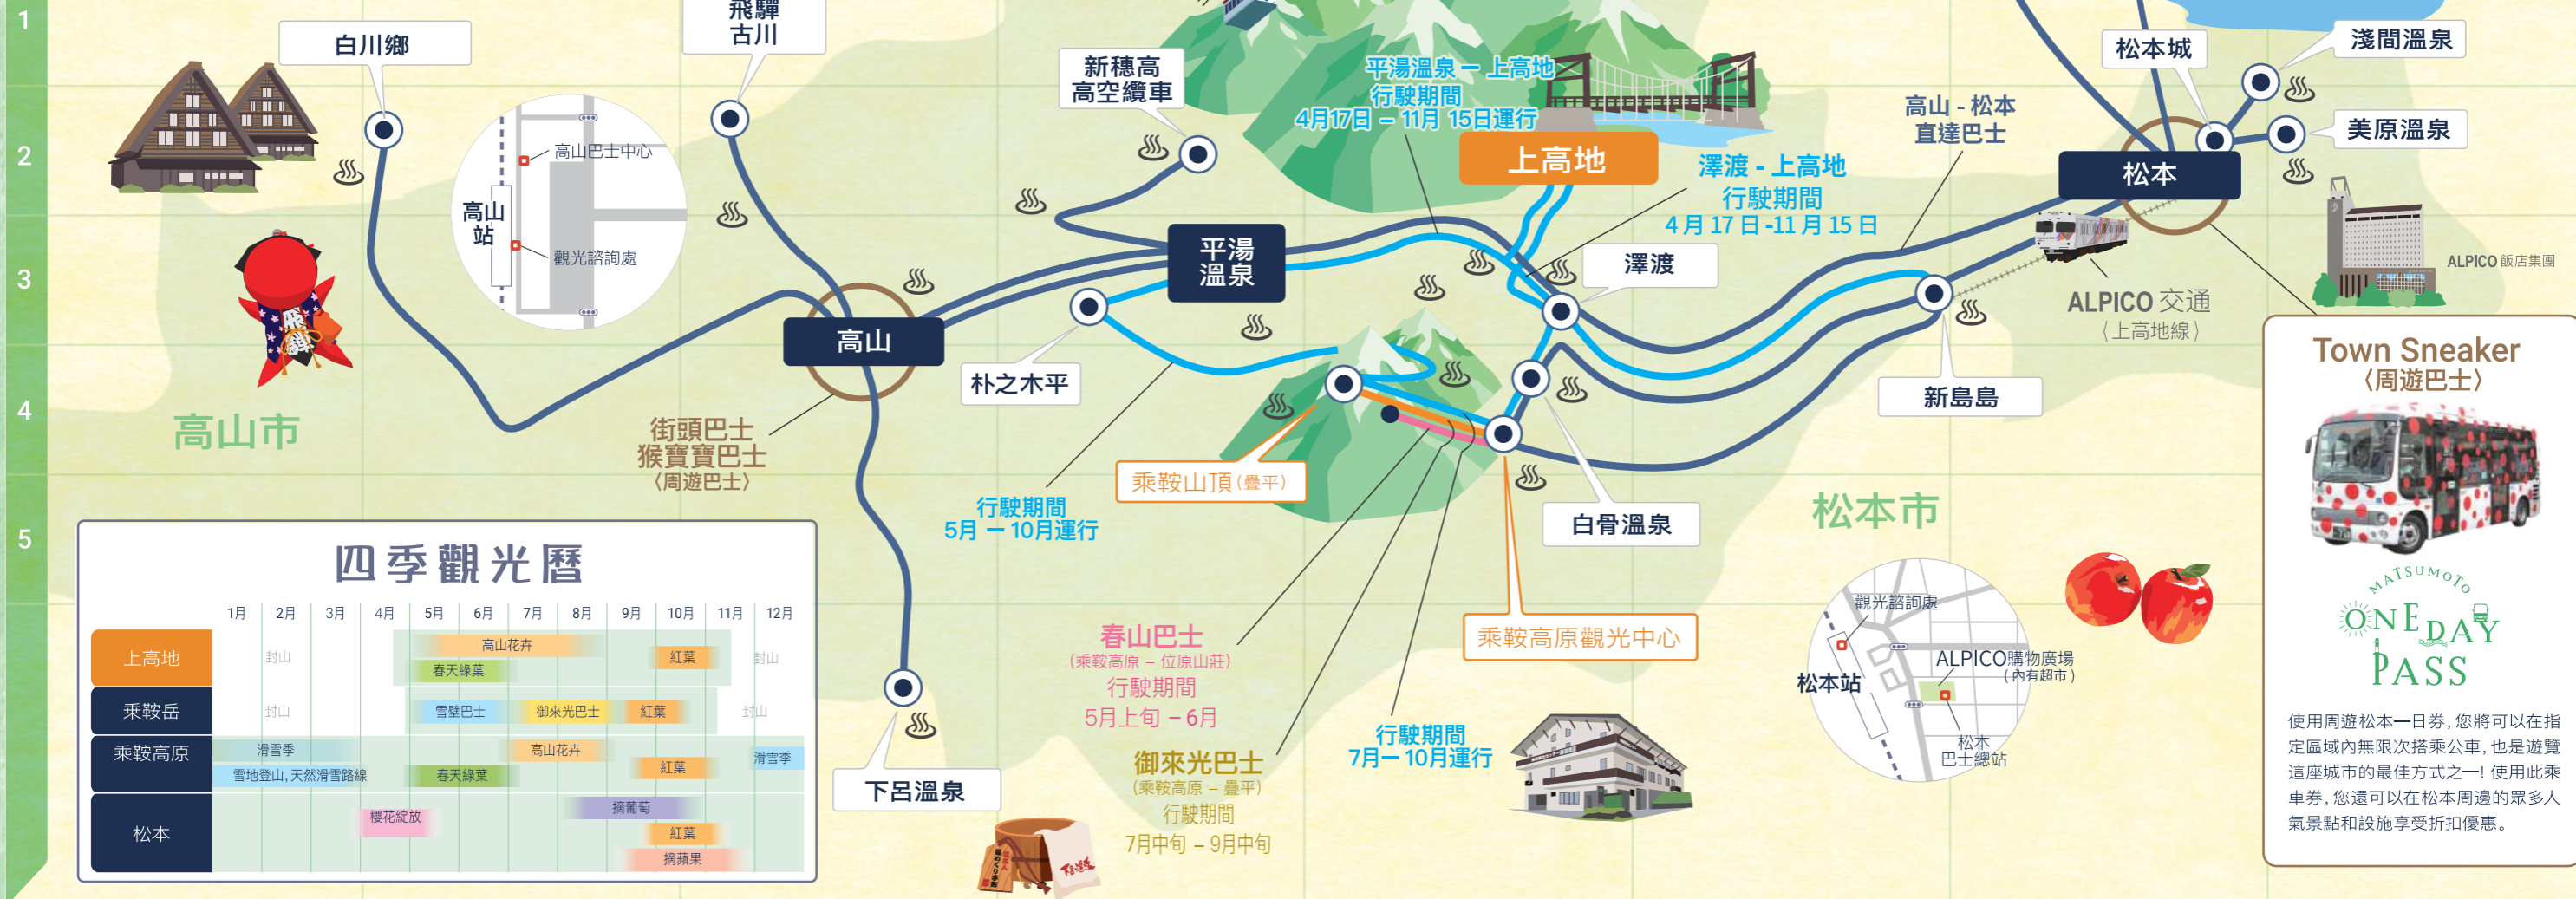 1
2
3
4
5
白川鄉
飛驒
古川
新穗高
高空纜車
平湯溫泉 — 上高地
行駛期間
4月17日 – 11月 15日運行
上高地
澤渡 - 上高地
行駛期間
4 月 17 日 -11 月 15 日
高山 - 松本
直達巴士
松本城
淺間溫泉
美原溫泉
松本
高山巴士中心
高山
站
觀光諮詢處
平湯
溫泉
澤渡
ALPICO 飯店集團
ALPICO 交通
(上高地線)
高山
朴之木平
新島島
飛驒
高山市
街頭巴士
猴寶寶巴士
〈周遊巴士〉
行駛期間
5月 — 10月運行
乘鞍山頂(疊平)
白骨溫泉
松本市
Town Sneaker
〈周遊巴士〉
MATSUMOTO
ONE DAY
PASS
使用周遊松本一日券,您將可以在指
定區域內無限次搭乘公車,也是遊覽
這座城市的最佳方式之一! 使用此乘
車券,您還可以在松本周邊的眾多人
氣景點和設施享受折扣優惠。
四季觀光曆
1月 2月 3月 4月 5月 6月 7月 8月 9月 10月 11月 12月
上高地
封山
高山花卉
春天綠葉
紅葉
封山
乘鞍岳
封山
雪壁巴士
御來光巴士
紅葉
封山
乘鞍高原
滑雪季
高山花卉
滑雪季
雪地登山,天然滑雪路線
春天綠葉
紅葉
松本
櫻花綻放
摘葡萄
紅葉
摘蘋果
下呂溫泉
春山巴士
(乘鞍高原 – 位原山莊)
行駛期間
5月上旬 – 6月
御來光巴士
(乘鞍高原 – 疊平)
行駛期間
7月中旬 – 9月中旬
行駛期間
7月— 10月運行
乘鞍高原觀光中心
觀光諮詢處
松本站
ALPICO購物廣場
(內有超市)
松本
巴士總站